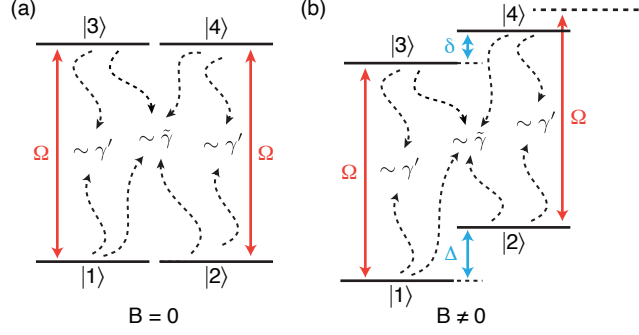 (a)
|3⟩ |4⟩
Ω ~ γ′ ~ γ̃ ~ γ′ Ω
|1⟩ |2⟩
B = 0
(b)
|4⟩
|3⟩ δ
Ω ~ γ′ ~ γ̃ ~ γ′ Ω
|2⟩
Δ
|1⟩
B ≠ 0